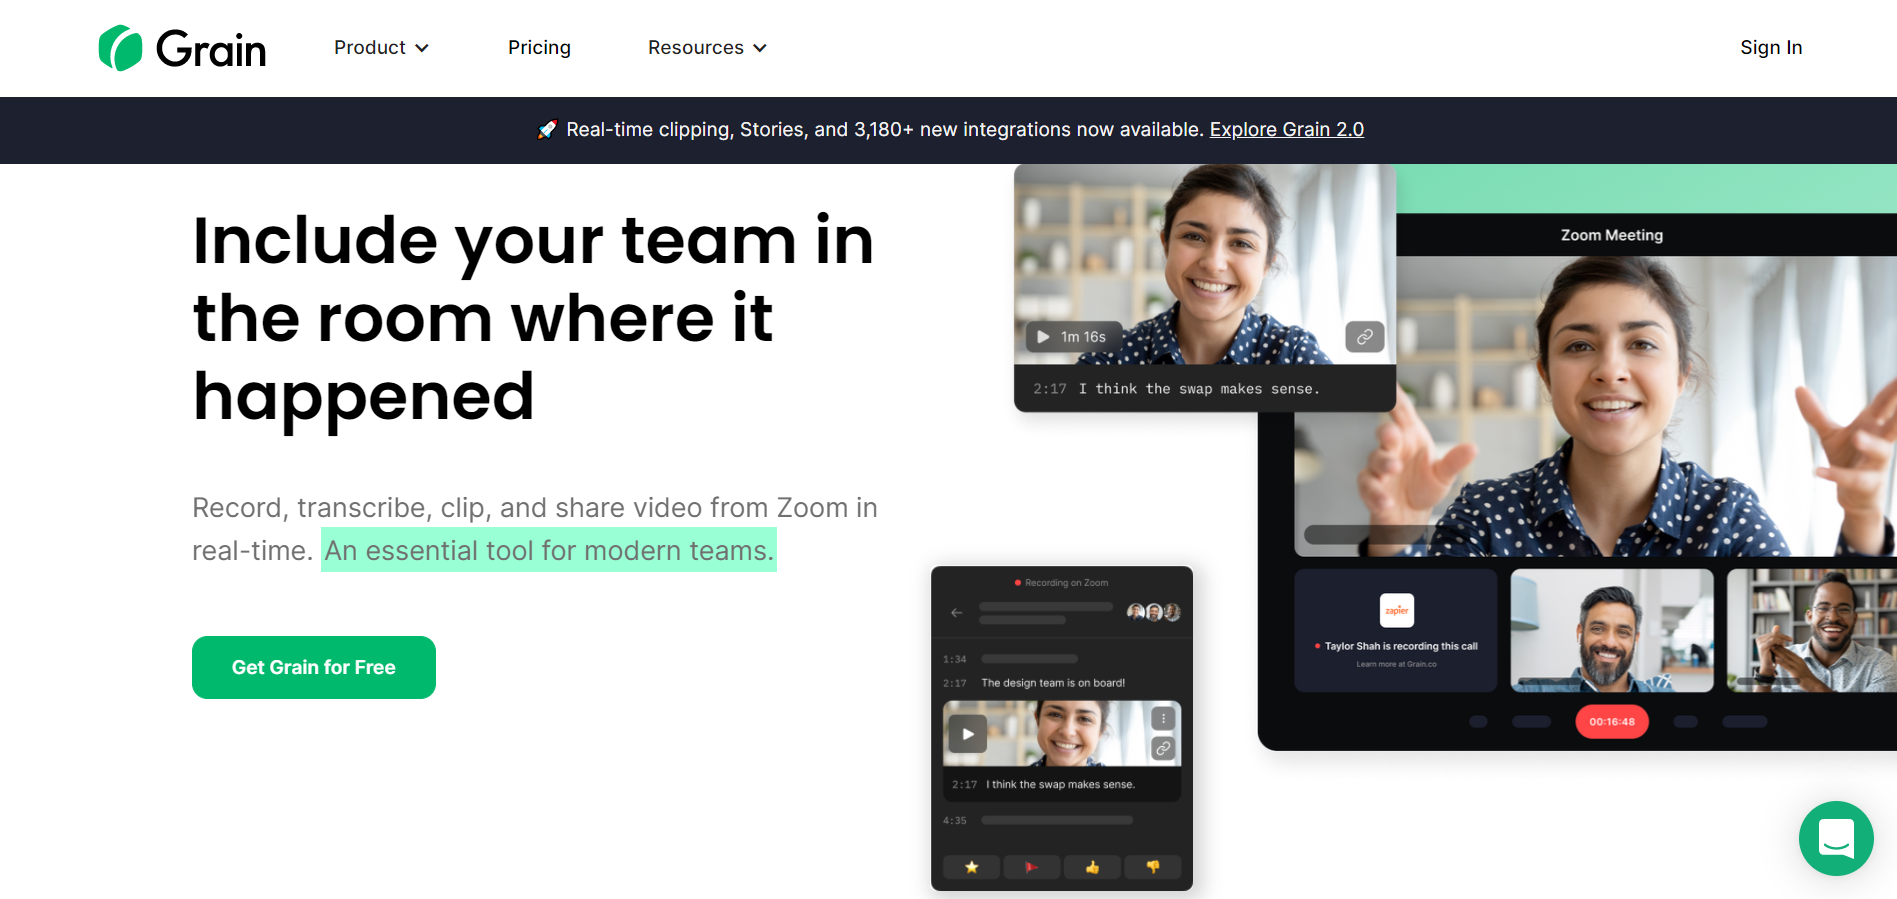 Grain
Product
Pricing
Resources
Sign In
🚀 Real-time clipping, Stories, and 3,180+ new integrations now available. Explore Grain 2.0
Include your team in
the room where it
happened
Record, transcribe, clip, and share video from Zoom in
real-time. An essential tool for modern teams.
Get Grain for Free
1m 16s
2:17 I think the swap makes sense.
Zoom Meeting
zapier
Taylor Shah is recording this call
Learn more at Grain.co
00:16:48
Recording on Zoom
1:34
2:17 The design team is on board!
2:17 I think the swap makes sense.
4:35